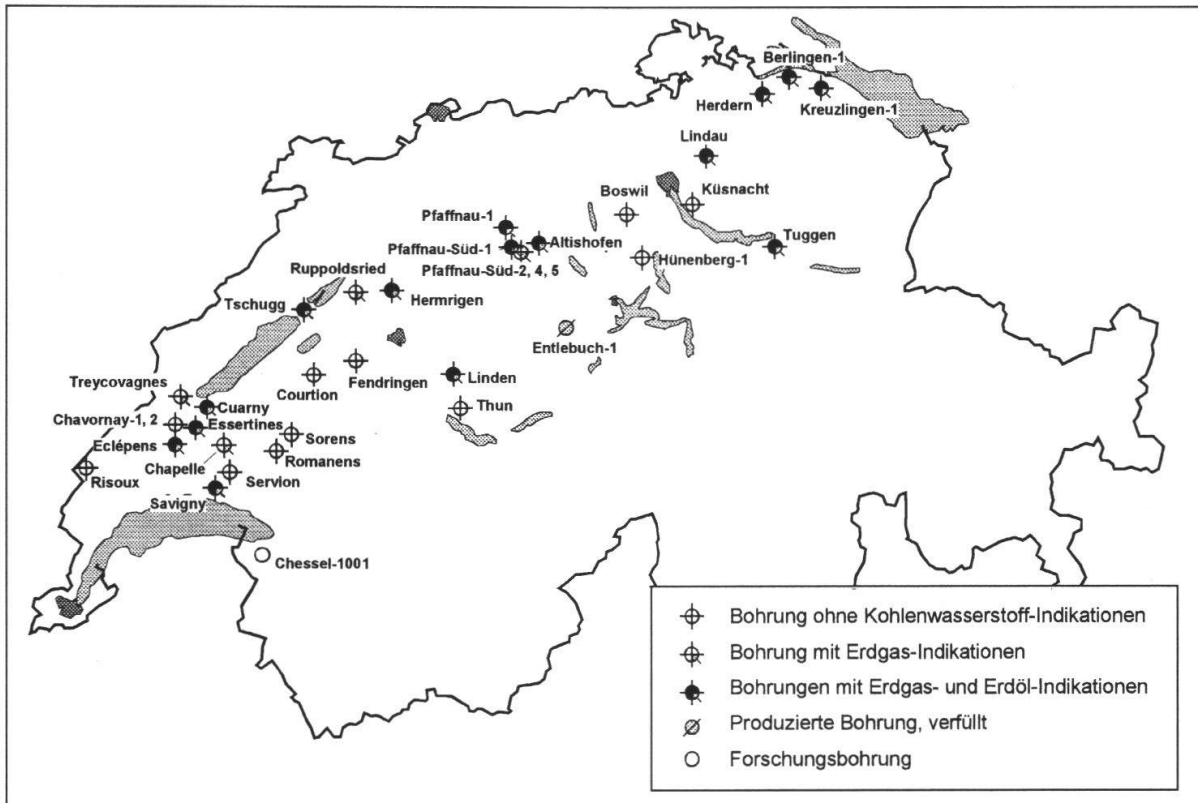 Berlingen-1
Herdern
Kreuzlingen-1
Lindau
Boswil
Küsnacht
Pfaffnau-1
Tuggen
Pfaffnau-Süd-1
Altishofen
Hünenberg-1
Pfaffnau-Süd-2, 4, 5
Ruppoldsried
Hermrigen
Tschugg
Entlebuch-1
Fendringen
Linden
Courtion
Treycovagnes
Cuarny
Thun
Chavornay-1, 2
Essertines
Sorens
Eclépens
Chapelle
Romanens
Risoux
Servion
Savigny
Chessel-1001
Bohrung ohne Kohlenwasserstoff-Indikationen
Bohrung mit Erdgas-Indikationen
Bohrungen mit Erdgas- und Erdöl-Indikationen
Produzierte Bohrung, verfüllt
Forschungsbohrung